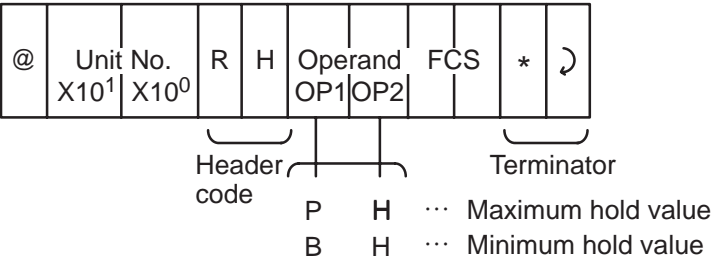 @ Unit No. R H Operand FCS * ⤸
X10¹ X10⁰ OP1 OP2
Header code Terminator
P H ··· Maximum hold value
B H ··· Minimum hold value